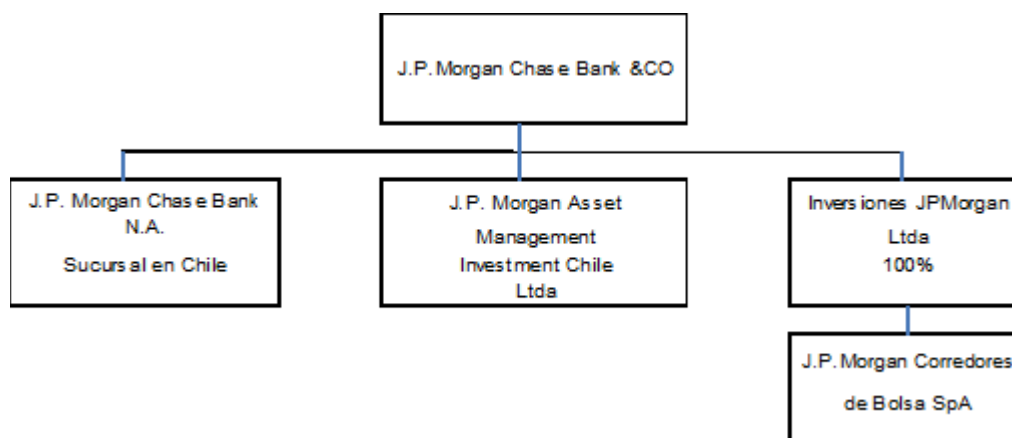 J.P. Morgan Chase Bank &CO
J.P. Morgan Chase Bank
N.A.
Sucursal en Chile
J.P. Morgan Asset
Management
Investment Chile
Ltda
Inversiones JPMorgan
Ltda
100%
J.P. Morgan Corredores
de Bolsa SpA